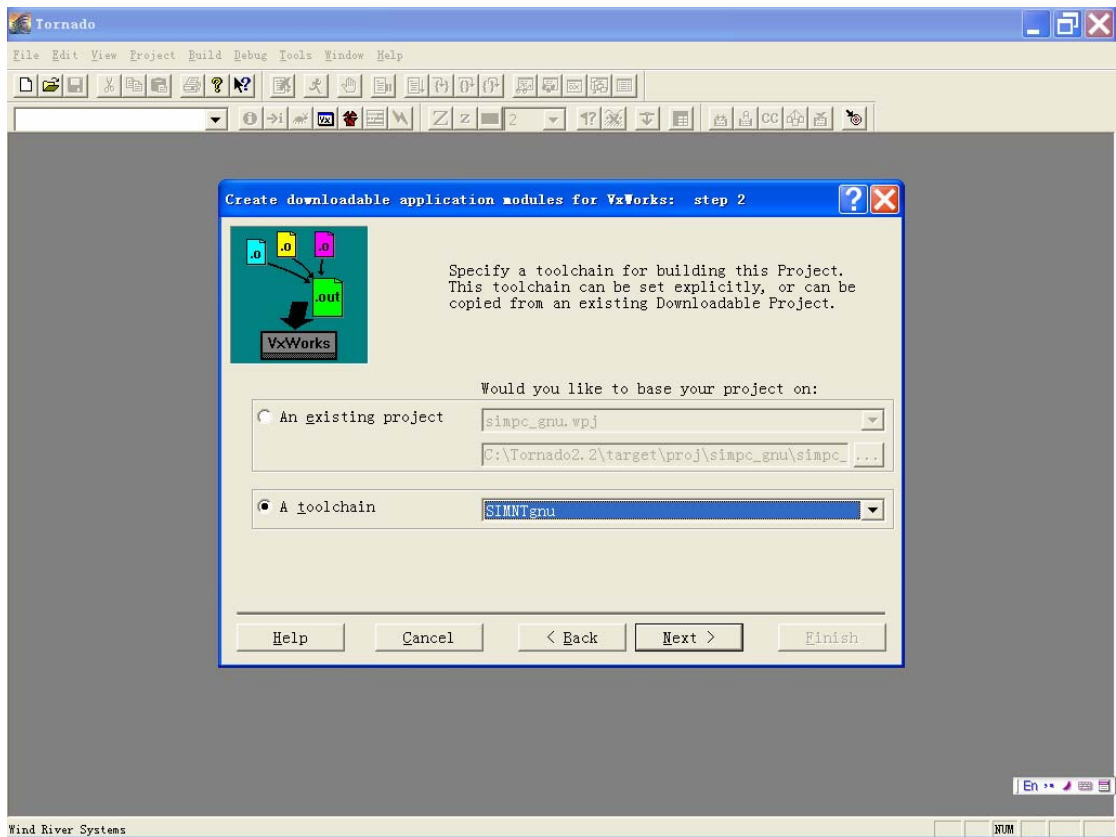 Tornado
File Edit View Project Build Debug Tools Window Help
2
Create downloadable application modules for VxWorks: step 2
.o .o .o
.out
VxWorks
Specify a toolchain for building this Project.
This toolchain can be set explicitly, or can be
copied from an existing Downloadable Project.
Would you like to base your project on:
An existing project
simpc_gnu.wpj
C:\Tornado2.2\target\proj\simpc_gnu\simpc_ ...
A toolchain
SIMNTgnu
Help Cancel < Back Next > Finish
En
Wind River Systems NUM